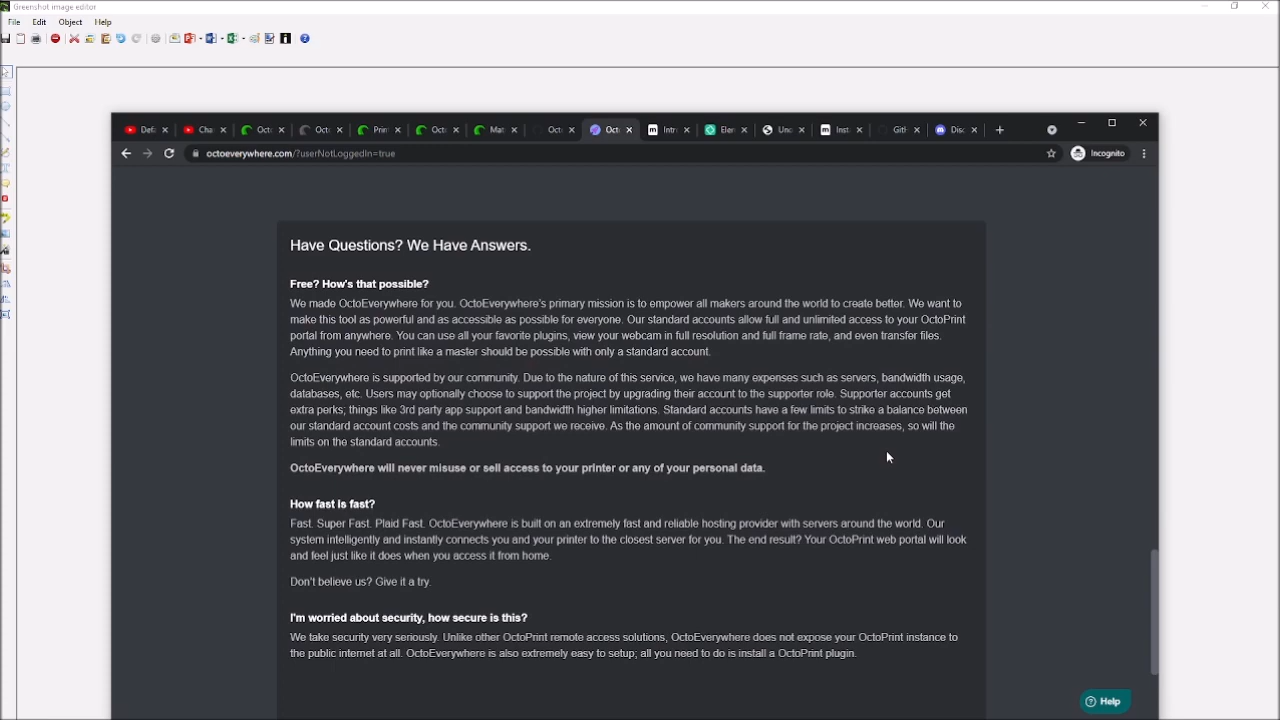 Greenshot image editor
File Edit Object Help
Def Cha Octo Octo Prin Octo Mat Octo Octo Intr Eler Unc Inst GitH Disc
octoeverywhere.com/?userNotLoggedIn=true
Incognito
Have Questions? We Have Answers.
Free? How's that possible?
We made OctoEverywhere for you. OctoEverywhere's primary mission is to empower all makers around the world to create better. We want to
make this tool as powerful and as accessible as possible for everyone. Our standard accounts allow full and unlimited access to your OctoPrint
portal from anywhere. You can use all your favorite plugins, view your webcam in full resolution and full frame rate, and even transfer files.
Anything you need to print like a master should be possible with only a standard account.
OctoEverywhere is supported by our community. Due to the nature of this service, we have many expenses such as servers, bandwidth usage,
databases, etc. Users may optionally choose to support the project by upgrading their account to the supporter role. Supporter accounts get
extra perks; things like 3rd party app support and bandwidth higher limitations. Standard accounts have a few limits to strike a balance between
our standard account costs and the community support we receive. As the amount of community support for the project increases, so will the
limits on the standard accounts.
OctoEverywhere will never misuse or sell access to your printer or any of your personal data.
How fast is fast?
Fast. Super Fast. Plaid Fast. OctoEverywhere is built on an extremely fast and reliable hosting provider with servers around the world. Our
system intelligently and instantly connects you and your printer to the closest server for you. The end result? Your OctoPrint web portal will look
and feel just like it does when you access it from home.
Don't believe us? Give it a try.
I'm worried about security, how secure is this?
We take security very seriously. Unlike other OctoPrint remote access solutions, OctoEverywhere does not expose your OctoPrint instance to
the public internet at all. OctoEverywhere is also extremely easy to setup; all you need to do is install a OctoPrint plugin.
Help